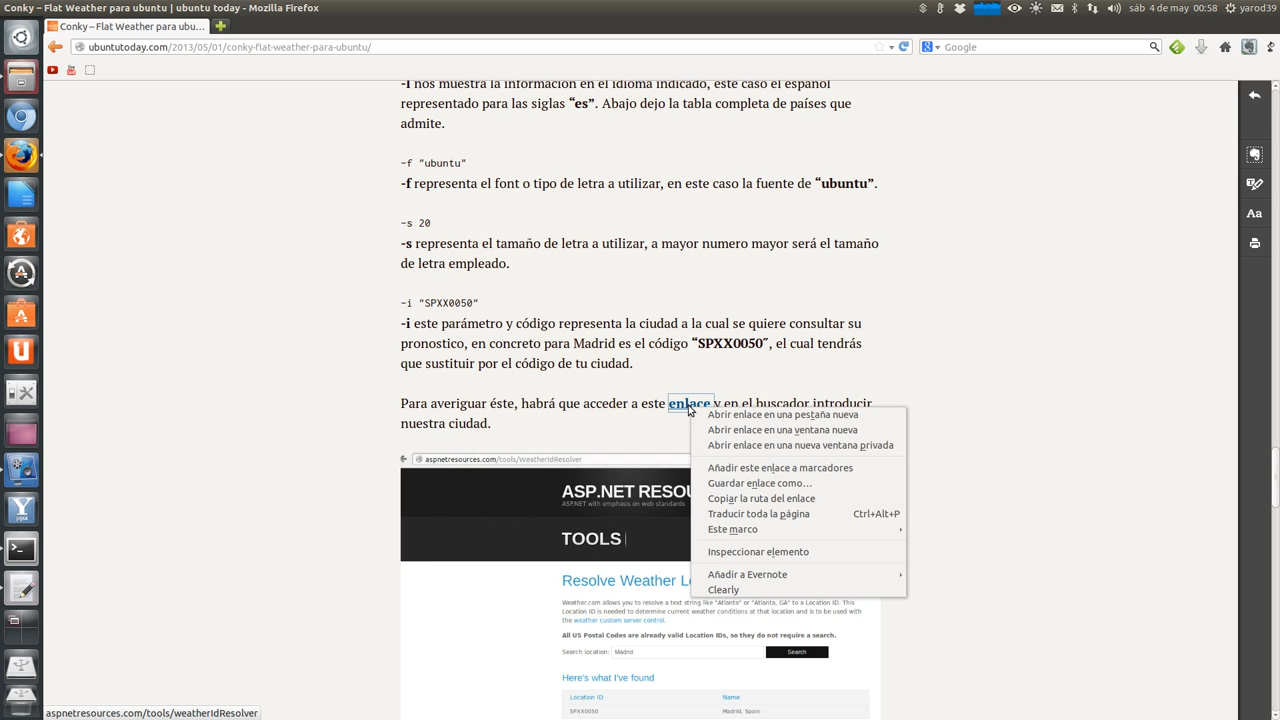 Conky – Flat Weather para ubuntu | ubuntu today - Mozilla Firefox
sáb 4 de may 00:58
yarod39
Conky – Flat Weather para ubu…
ubuntutoday.com/2013/05/01/conky-flat-weather-para-ubuntu/
Google
-l nos muestra la información en el idioma indicado, este caso el español
representado para las siglas “es”. Abajo dejo la tabla completa de países que
admite.
-f "ubuntu"
-f representa el font o tipo de letra a utilizar, en este caso la fuente de “ubuntu”.
-s 20
-s representa el tamaño de letra a utilizar, a mayor numero mayor será el tamaño
de letra empleado.
-i "SPXX0050"
-i este parámetro y código representa la ciudad a la cual se quiere consultar su
pronostico, en concreto para Madrid es el código “SPXX0050″, el cual tendrás
que sustituir por el código de tu ciudad.
Para averiguar éste, habrá que acceder a este enlace y en el buscador introducir
nuestra ciudad.
Abrir enlace en una pestaña nueva
Abrir enlace en una ventana nueva
Abrir enlace en una nueva ventana privada
Añadir este enlace a marcadores
Guardar enlace como…
Copiar la ruta del enlace
Traducir toda la página Ctrl+Alt+P
Este marco
Inspeccionar elemento
Añadir a Evernote
Clearly
aspnetresources.com/tools/WeatherIdResolver
ASP.NET RESOU
ASP.NET with emphasis on web standards
TOOLS
Resolve Weather L
Weather.com allows you to resolve a text string like "Atlanta" or "Atlanta, GA" to a Location ID. This
Location ID is needed to determine current weather conditions at that location and is to be used with
the weather custom server control.
All US Postal Codes are already valid Location IDs, so they do not require a search.
Search location: Madrid Search
Here's what I've found
Location ID Name
SPXX0050 Madrid, Spain
aspnetresources.com/tools/weatherIdResolver
Aa